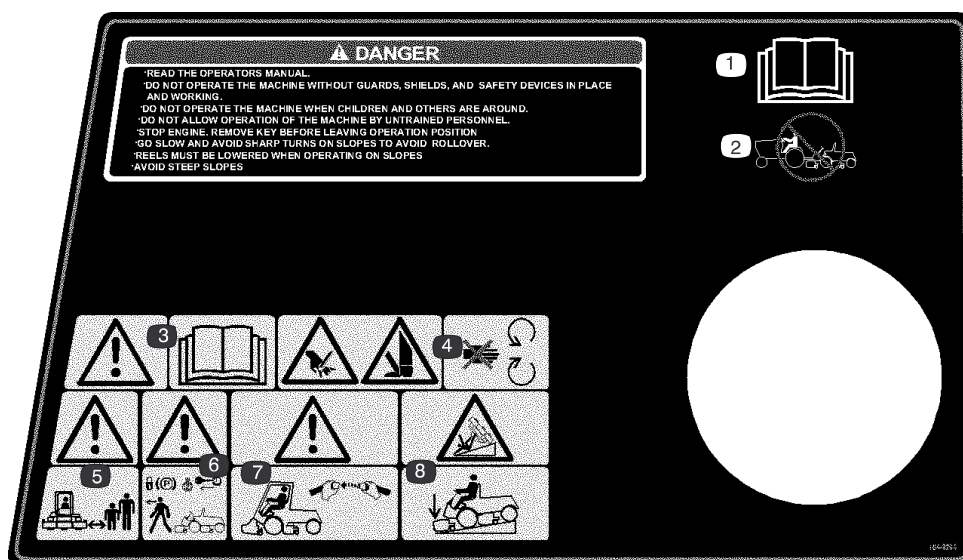 DANGER
·READ THE OPERATORS MANUAL.
·DO NOT OPERATE THE MACHINE WITHOUT GUARDS, SHIELDS, AND SAFETY DEVICES IN PLACE
AND WORKING.
·DO NOT OPERATE THE MACHINE WHEN CHILDREN AND OTHERS ARE AROUND.
·DO NOT ALLOW OPERATION OF THE MACHINE BY UNTRAINED PERSONNEL.
·STOP ENGINE. REMOVE KEY BEFORE LEAVING OPERATION POSITION
·GO SLOW AND AVOID SHARP TURNS ON SLOPES TO AVOID ROLLOVER.
·REELS MUST BE LOWERED WHEN OPERATING ON SLOPES
·AVOID STEEP SLOPES
1
2
3
4
5
6
7
8
(P)